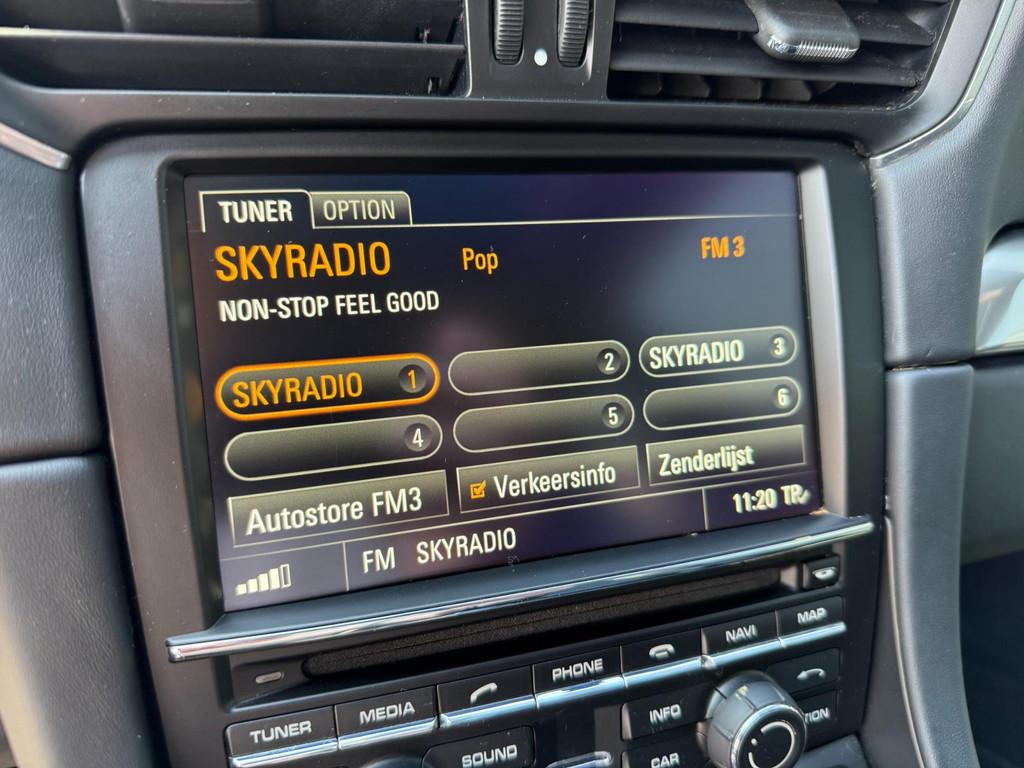 TUNER OPTION
SKYRADIO Pop FM 3
NON-STOP FEEL GOOD
SKYRADIO 1 2 SKYRADIO 3
4 5 6
Autostore FM3 Verkeersinfo Zenderlijst
FM SKYRADIO 11:20 TP
TUNER MEDIA PHONE NAVI MAP
SOUND INFO
CAR